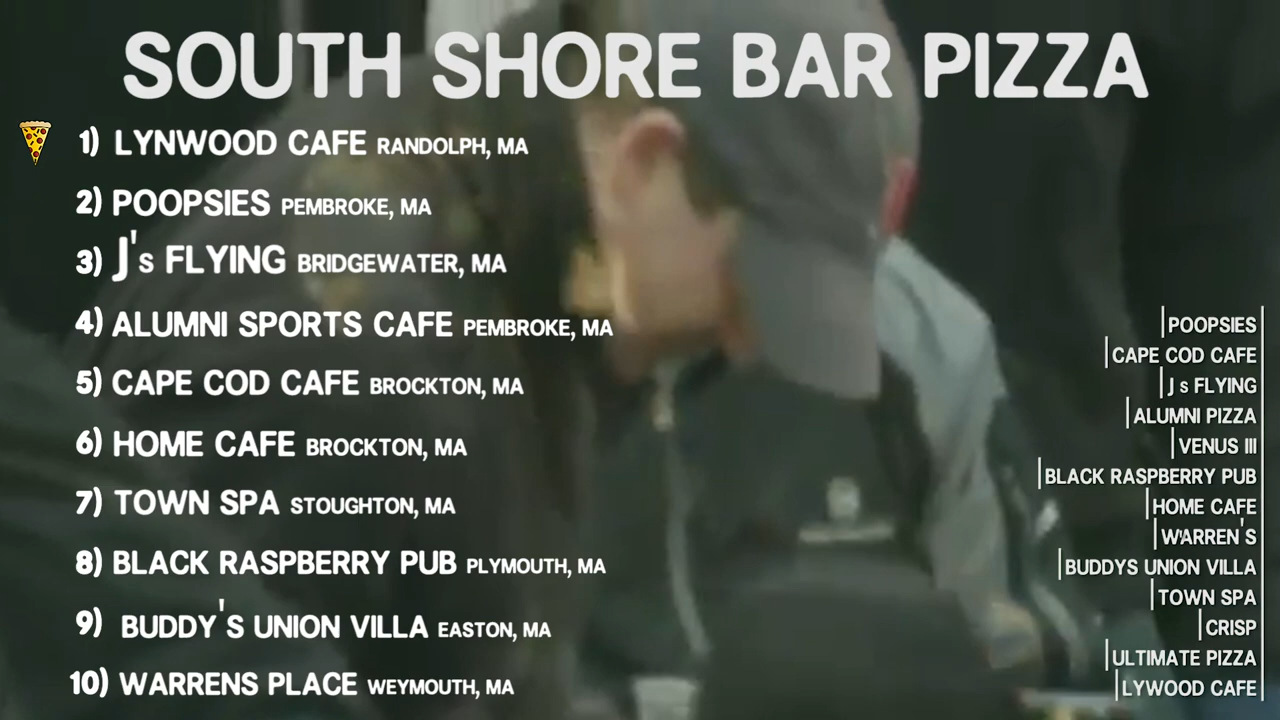 SOUTH SHORE BAR PIZZA
1) LYNWOOD CAFE RANDOLPH, MA
2) POOPSIES PEMBROKE, MA
3) J's FLYING BRIDGEWATER, MA
4) ALUMNI SPORTS CAFE PEMBROKE, MA
5) CAPE COD CAFE BROCKTON, MA
6) HOME CAFE BROCKTON, MA
7) TOWN SPA STOUGHTON, MA
8) BLACK RASPBERRY PUB PLYMOUTH, MA
9) BUDDY'S UNION VILLA EASTON, MA
10) WARRENS PLACE WEYMOUTH, MA
POOPSIES
CAPE COD CAFE
J s FLYING
ALUMNI PIZZA
VENUS III
BLACK RASPBERRY PUB
HOME CAFE
WARREN'S
BUDDYS UNION VILLA
TOWN SPA
CRISP
ULTIMATE PIZZA
LYWOOD CAFE